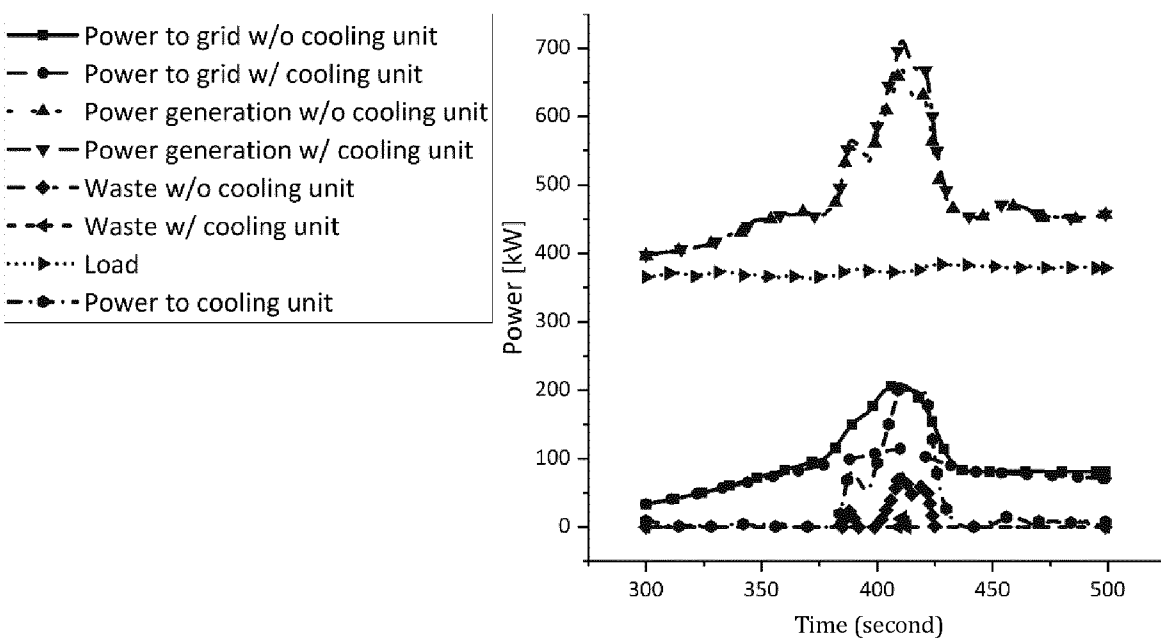 Power to grid w/o cooling unit
Power to grid w/ cooling unit
Power generation w/o cooling unit
Power generation w/ cooling unit
Waste w/o cooling unit
Waste w/ cooling unit
Load
Power to cooling unit
Power [kW]
700
600
500
400
300
200
100
0
300
350
400
450
500
Time (second)